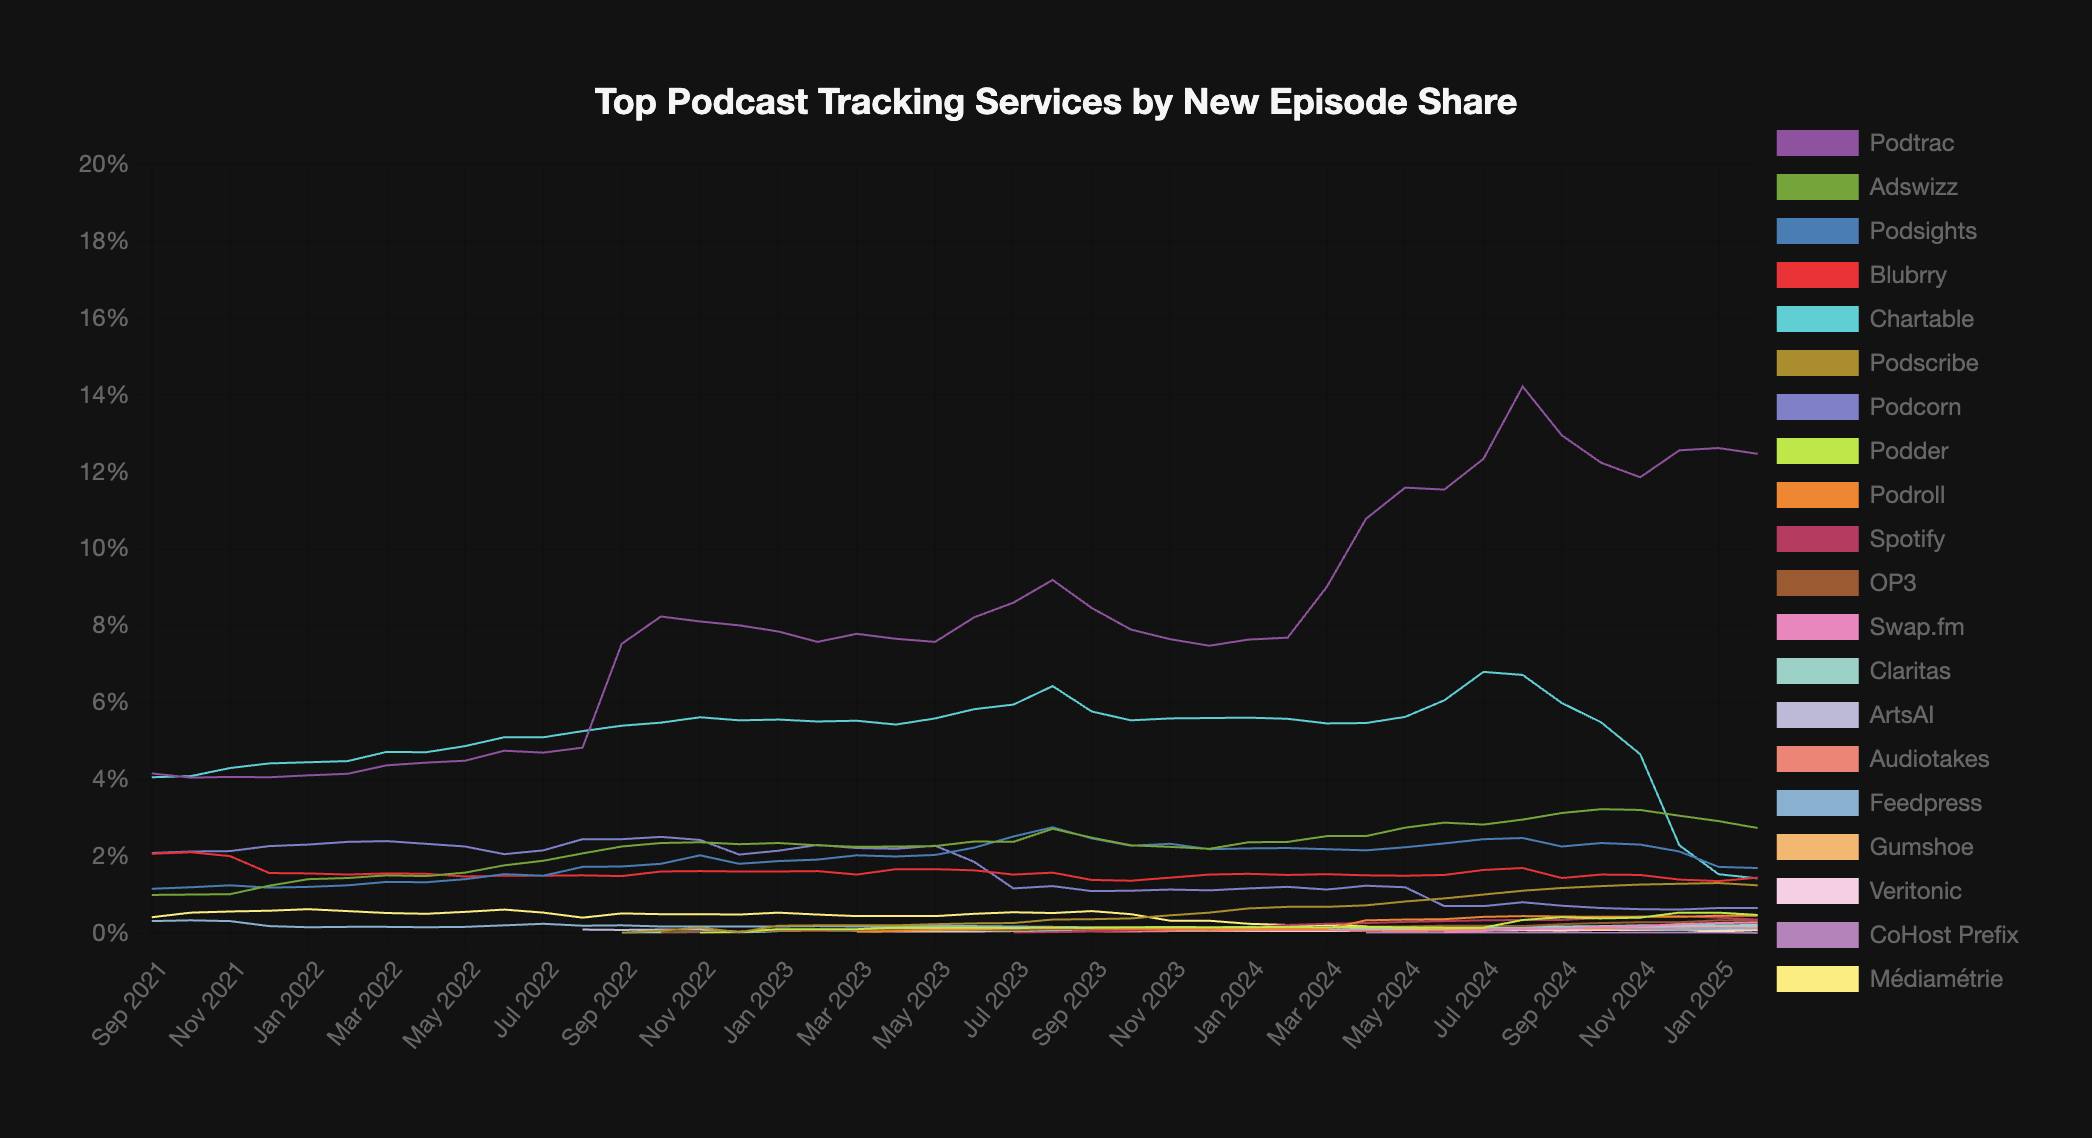 Top Podcast Tracking Services by New Episode Share
20%
18%
16%
14%
12%
10%
8%
6%
4%
2%
0%
Sep 2021
Nov 2021
Jan 2022
Mar 2022
May 2022
Jul 2022
Sep 2022
Nov 2022
Jan 2023
Mar 2023
May 2023
Jul 2023
Sep 2023
Nov 2023
Jan 2024
Mar 2024
May 2024
Jul 2024
Sep 2024
Nov 2024
Jan 2025
Podtrac
Adswizz
Podsights
Blubrry
Chartable
Podscribe
Podcorn
Podder
Podroll
Spotify
OP3
Swap.fm
Claritas
ArtsAI
Audiotakes
Feedpress
Gumshoe
Veritonic
CoHost Prefix
Médiamétrie